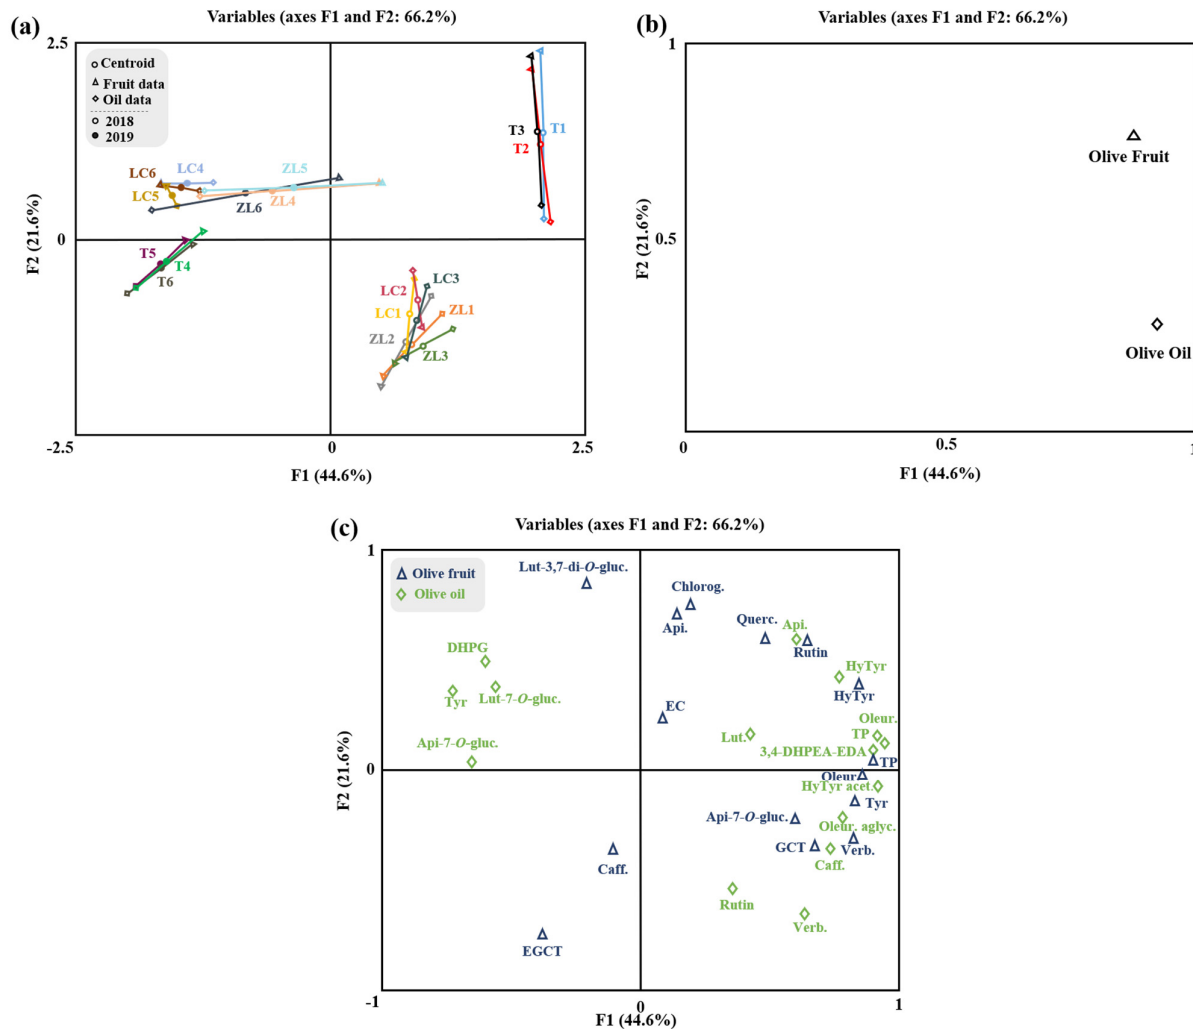 (a)
Variables (axes F1 and F2: 66.2%)
2.5
Centroid
Fruit data
Oil data
2018
2019
T3
T1
T2
LC6
LC4
ZL5
LC5
ZL4
ZL6
0
T5
T4
T6
LC3
LC2
LC1
ZL1
ZL2
ZL3
F2 (21.6%)
-2.5
-2.5
0
2.5
F1 (44.6%)
(b)
Variables (axes F1 and F2: 66.2%)
1
Olive Fruit
0.5
Olive Oil
F2 (21.6%)
0
0
0.5
1
F1 (44.6%)
(c)
Variables (axes F1 and F2: 66.2%)
1
Olive fruit
Olive oil
Lut-3,7-di-O-gluc.
Chlorog.
Api.
Querc.
Api.
Rutin
DHPG
HyTyr
Tyr
Lut-7-O-gluc.
HyTyr
EC
Oleur.
Lut.
TP
Api-7-O-gluc.
3,4-DHPEA-EDA
TP
0
Oleur
HyTyr acet.
Tyr
Api-7-O-gluc.
Oleur. aglyc.
GCT
Verb.
Caff.
Caff.
Rutin
Verb.
EGCT
F2 (21.6%)
-1
0
1
F1 (44.6%)